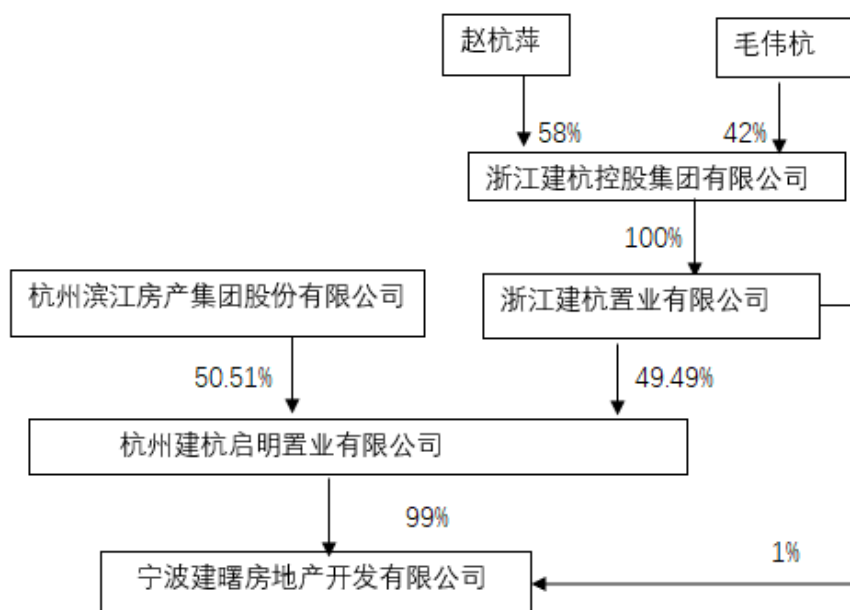 赵杭萍
毛伟杭
58%
42%
浙江建杭控股集团有限公司
100%
杭州滨江房产集团股份有限公司
浙江建杭置业有限公司
50.51%
49.49%
杭州建杭启明置业有限公司
99%
1%
宁波建曙房地产开发有限公司